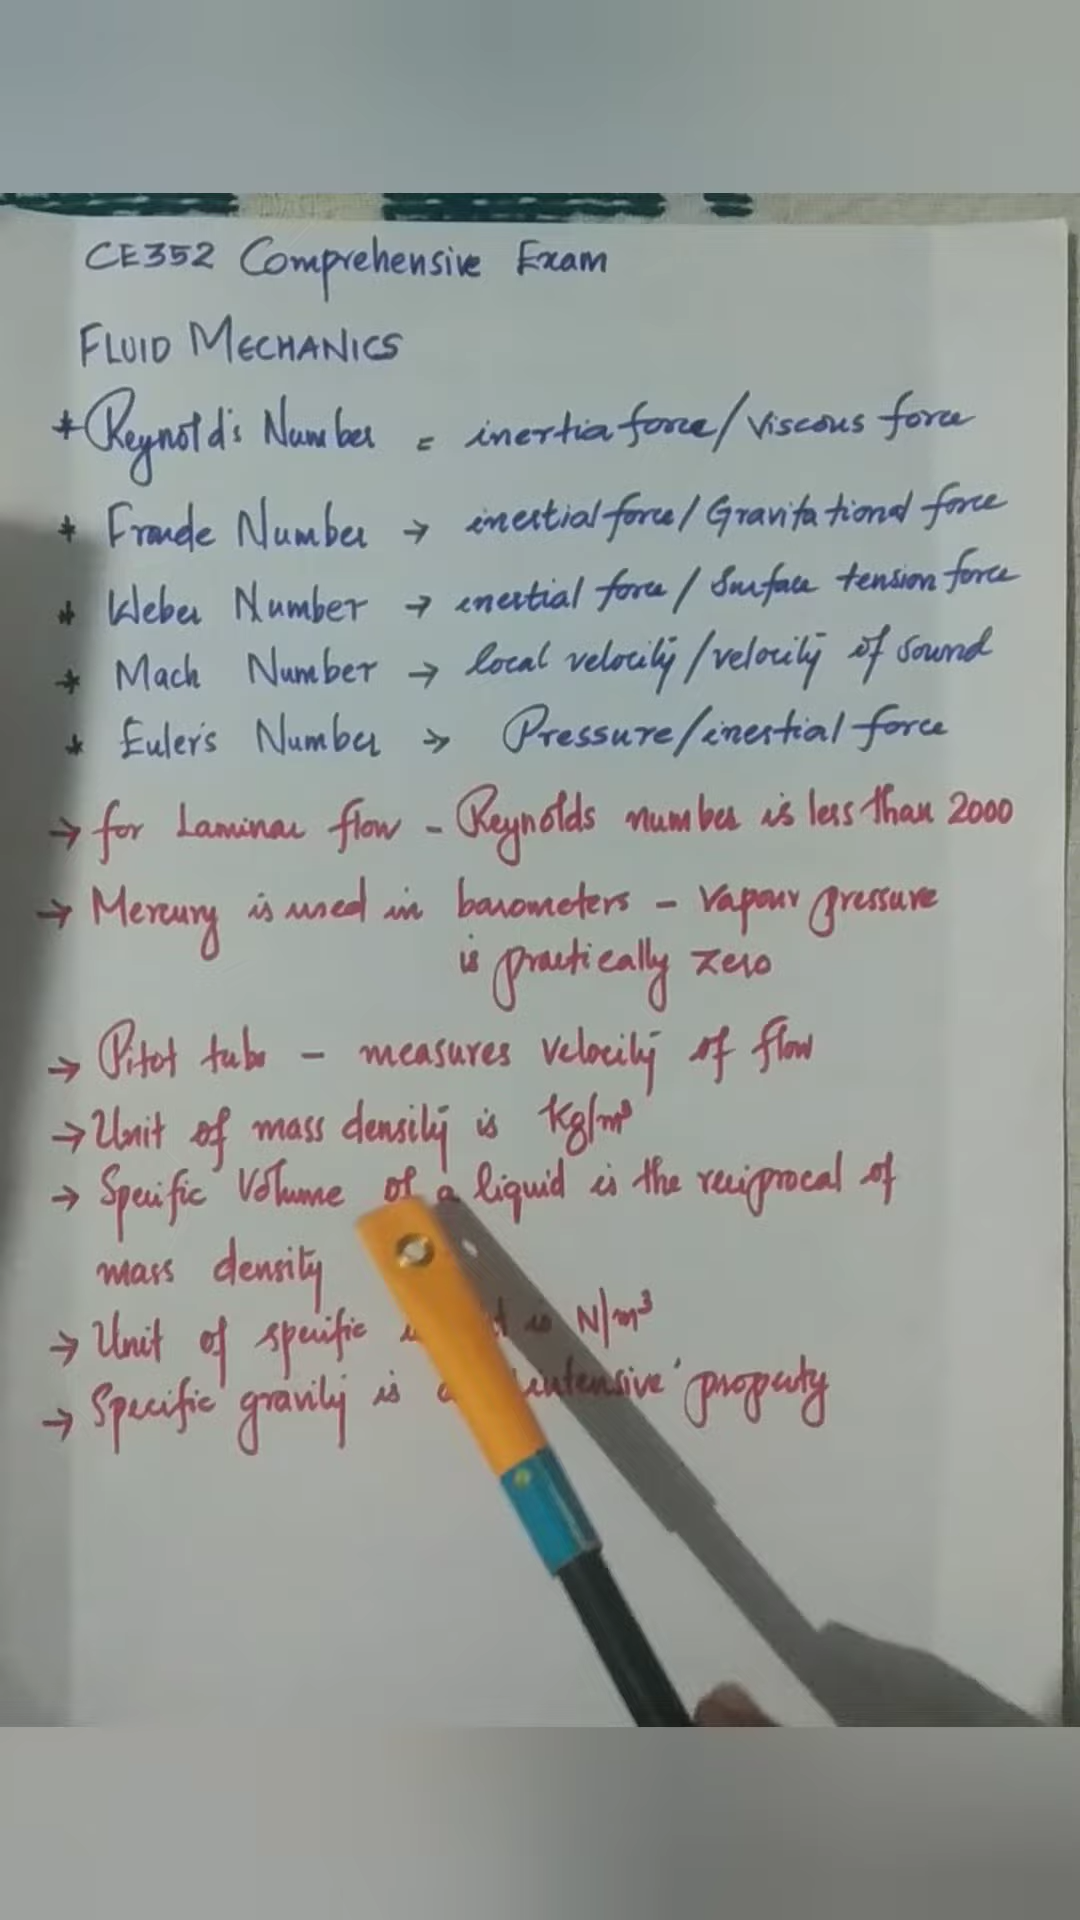 CE352 Comprehensive Exam
FLUID MECHANICS
* Reynold's Number = inertia force/Viscous force
* Froude Number → inertial force/Gravitational force
* Weber Number → inertial force/Surface tension force
* Mach Number → local velocity/velocity of sound
* Euler's Number → Pressure/inertial force
→ for Laminar flow - Reynolds number is less than 2000
→ Mercury is used in barometers - Vapour pressure
is practically zero
→ Pitot tube - measures velocity of flow
→ Unit of mass density is kg/m³
→ Specific Volume of a liquid is the reciprocal of
mass density
→ Unit of specific is N/m³
→ Specific gravity is intensive' property